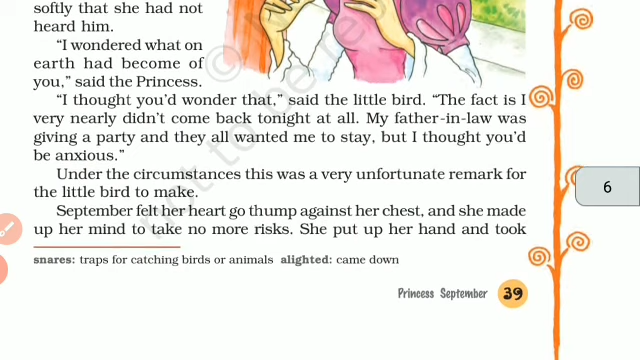 softly that she had not
heard him.
“I wondered what on
earth had become of
you,” said the Princess.
“I thought you’d wonder that,” said the little bird. “The fact is I
very nearly didn’t come back tonight at all. My father-in-law was
giving a party and they all wanted me to stay, but I thought you’d
be anxious.”
Under the circumstances this was a very unfortunate remark for
the little bird to make.
September felt her heart go thump against her chest, and she made
up her mind to take no more risks. She put up her hand and took
snares: traps for catching birds or animals alighted: came down
Princess September 39
6